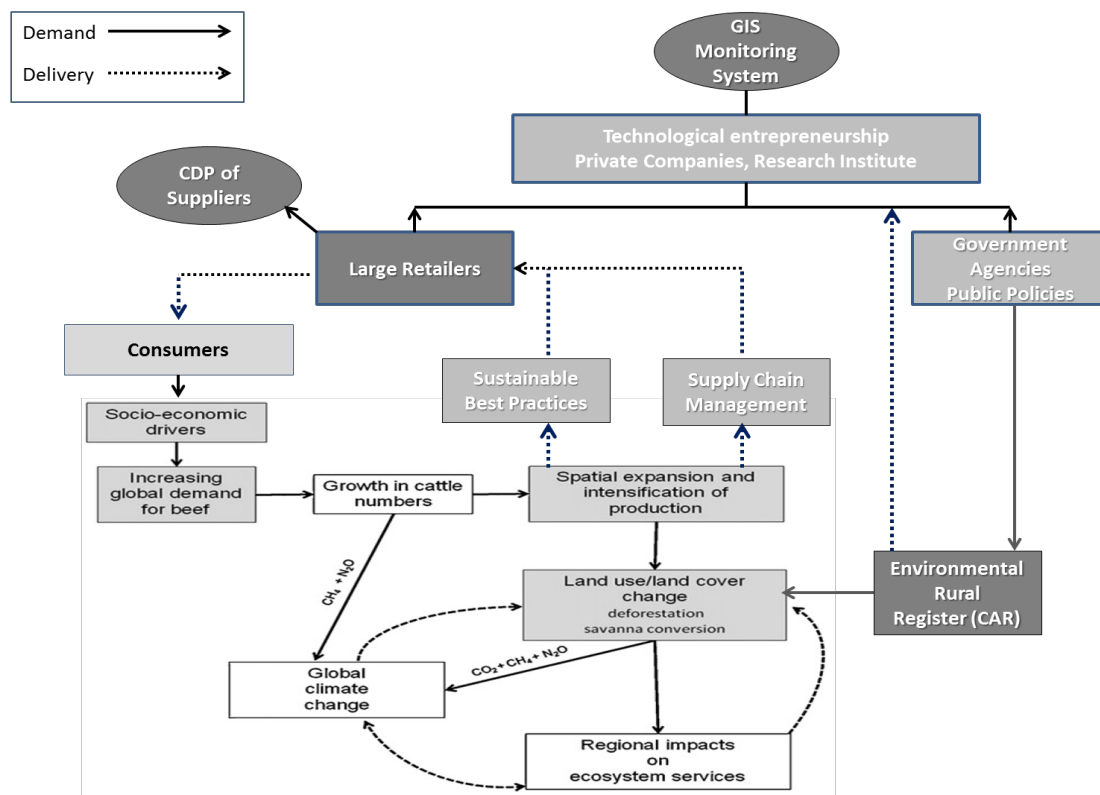 Demand
Delivery
GIS
Monitoring
System
Technological entrepreneurship
Private Companies, Research Institute
CDP of
Suppliers
Large Retailers
Government
Agencies
Public Policies
Consumers
Sustainable
Best Practices
Supply Chain
Management
Socio-economic
drivers
Increasing
global demand
for beef
Growth in cattle
numbers
Spatial expansion and
intensification of
production
CH₄ + N₂O
Land use/land cover
change
deforestation
savanna conversion
Environmental
Rural
Register (CAR)
CO₂ + CH₄ + N₂O
Global
climate
change
Regional impacts
on
ecosystem services